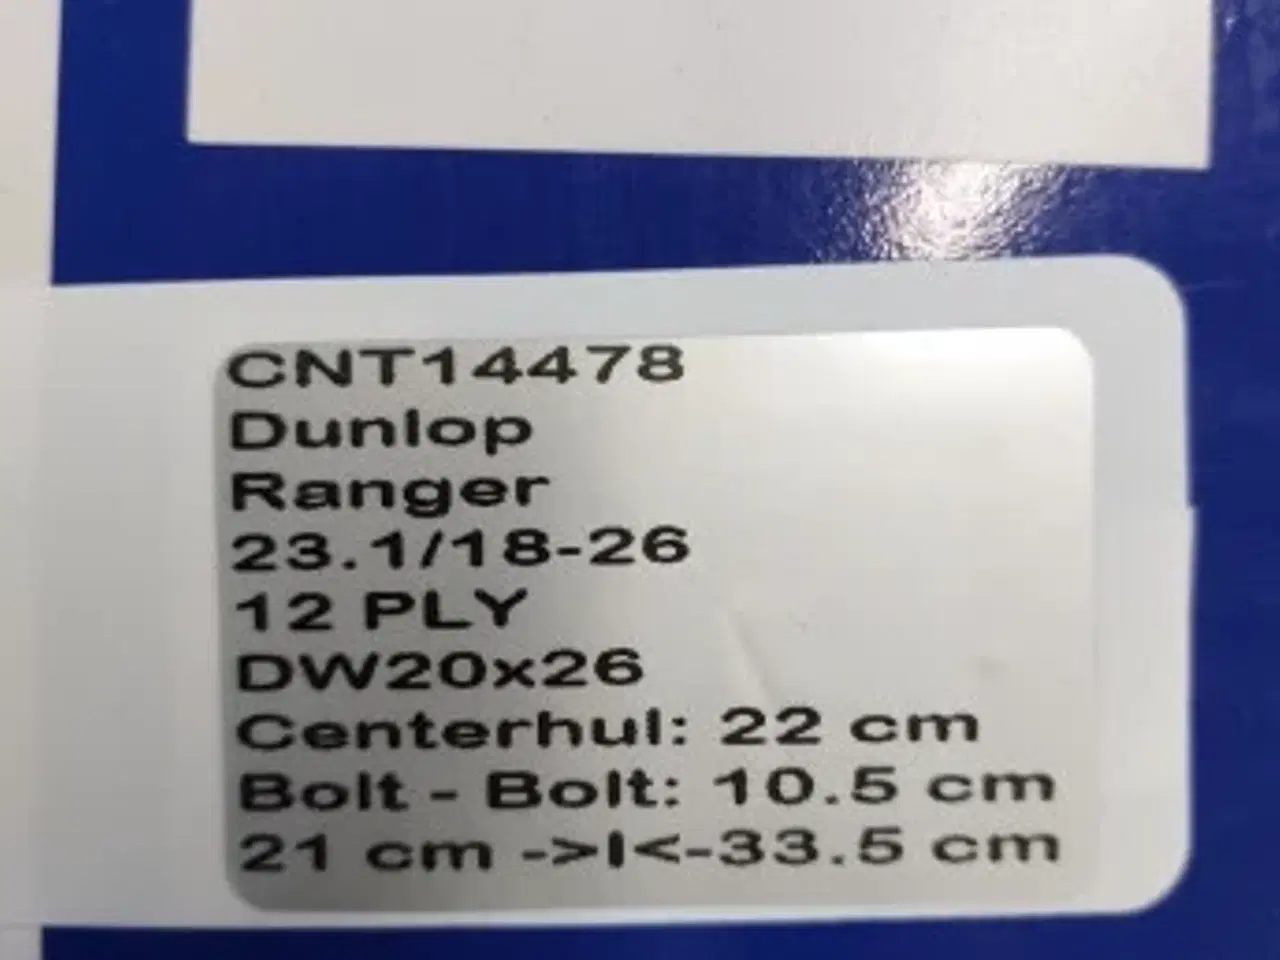 CNT14478
Dunlop
Ranger
23.1/18-26
12 PLY
DW20x26
Centerhul: 22 cm
Bolt - Bolt: 10.5 cm
21 cm ->I<-33.5 cm